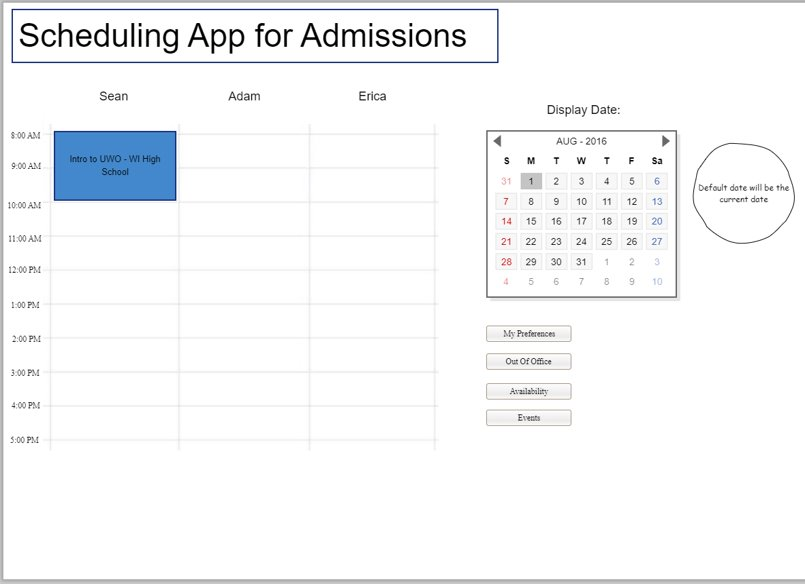 Scheduling App for Admissions
Sean Adam Erica
8:00 AM
9:00 AM
10:00 AM
11:00 AM
12:00 PM
1:00 PM
2:00 PM
3:00 PM
4:00 PM
5:00 PM
Intro to UWO - WI High
School
Display Date:
AUG - 2016
S M T W T F Sa
31 1 2 3 4 5 6
7 8 9 10 11 12 13
14 15 16 17 18 19 20
21 22 23 24 25 26 27
28 29 30 31 1 2 3
4 5 6 7 8 9 10
Default date will be the
current date
My Preferences
Out Of Office
Availability
Events